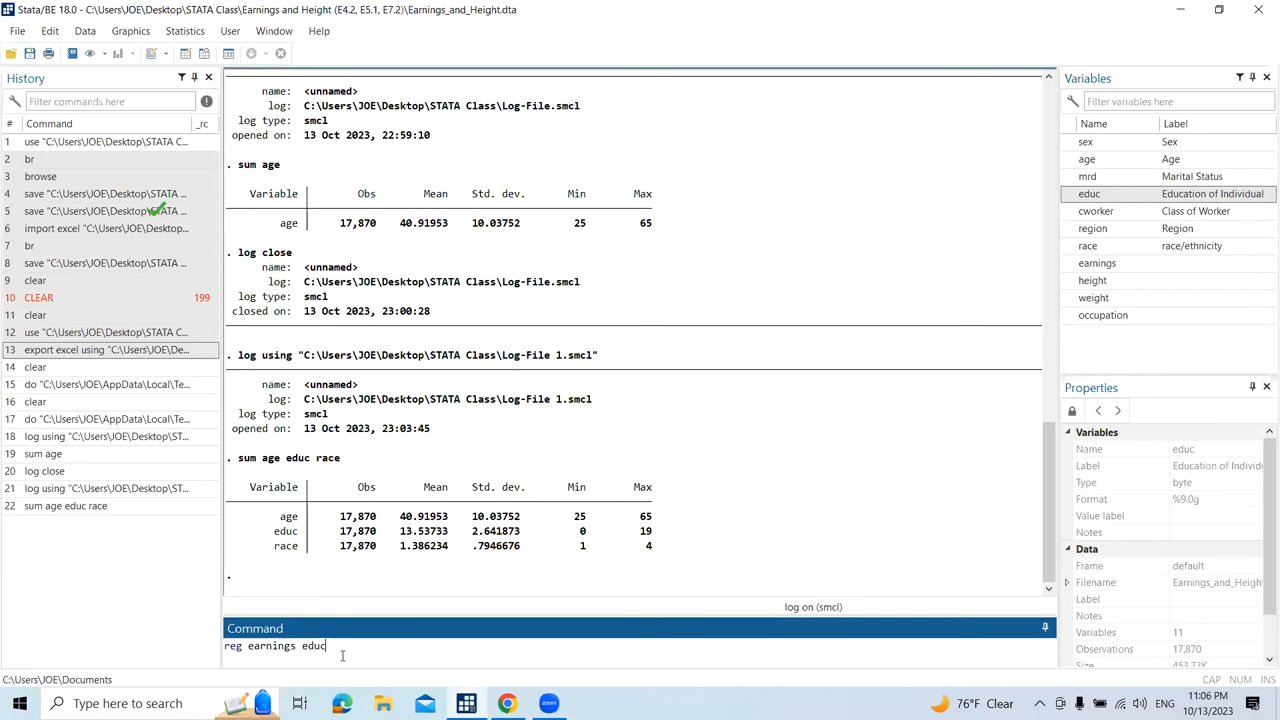 Stata/BE 18.0 - C:\Users\JOE\Desktop\STATA Class\Earnings and Height (E4.2, E5.1, E7.2)\Earnings_and_Height.dta
File Edit Data Graphics Statistics User Window Help
History
Filter commands here
# Command _rc
1 use "C:\Users\JOE\Desktop\STATA C...
2 br
3 browse
4 save "C:\Users\JOE\Desktop\STATA ...
5 save "C:\Users\JOE\Desktop\STATA ...
6 import excel "C:\Users\JOE\Desktop...
7 br
8 save "C:\Users\JOE\Desktop\STATA ...
9 clear
10 CLEAR 199
11 clear
12 use "C:\Users\JOE\Desktop\STATA C...
13 export excel using "C:\Users\JOE\De...
14 clear
15 do "C:\Users\JOE\AppData\Local\Te...
16 clear
17 do "C:\Users\JOE\AppData\Local\Te...
18 log using "C:\Users\JOE\Desktop\ST...
19 sum age
20 log close
21 log using "C:\Users\JOE\Desktop\ST...
22 sum age educ race
name: <unnamed>
log: C:\Users\JOE\Desktop\STATA Class\Log-File.smcl
log type: smcl
opened on: 13 Oct 2023, 22:59:10
. sum age
Variable Obs Mean Std. dev. Min Max
age 17,870 40.91953 10.03752 25 65
. log close
name: <unnamed>
log: C:\Users\JOE\Desktop\STATA Class\Log-File.smcl
log type: smcl
closed on: 13 Oct 2023, 23:00:28
. log using "C:\Users\JOE\Desktop\STATA Class\Log-File 1.smcl"
name: <unnamed>
log: C:\Users\JOE\Desktop\STATA Class\Log-File 1.smcl
log type: smcl
opened on: 13 Oct 2023, 23:03:45
. sum age educ race
Variable Obs Mean Std. dev. Min Max
age 17,870 40.91953 10.03752 25 65
educ 17,870 13.53733 2.641873 0 19
race 17,870 1.386234 .7946676 1 4
.
log on (smcl)
Command
reg earnings educ
Variables
Filter variables here
Name Label
sex Sex
age Age
mrd Marital Status
educ Education of Individual
cworker Class of Worker
region Region
race race/ethnicity
earnings
height
weight
occupation
Properties
Variables
Name educ
Label Education of Individ
Type byte
Format %9.0g
Value label
Notes
Data
Frame default
Filename Earnings_and_Heigh
Label
Notes
Variables 11
Observations 17,870
Size 453.73K
C:\Users\JOE\Documents
CAP NUM INS
Type here to search
76°F Clear
ENG
11:06 PM
10/13/2023